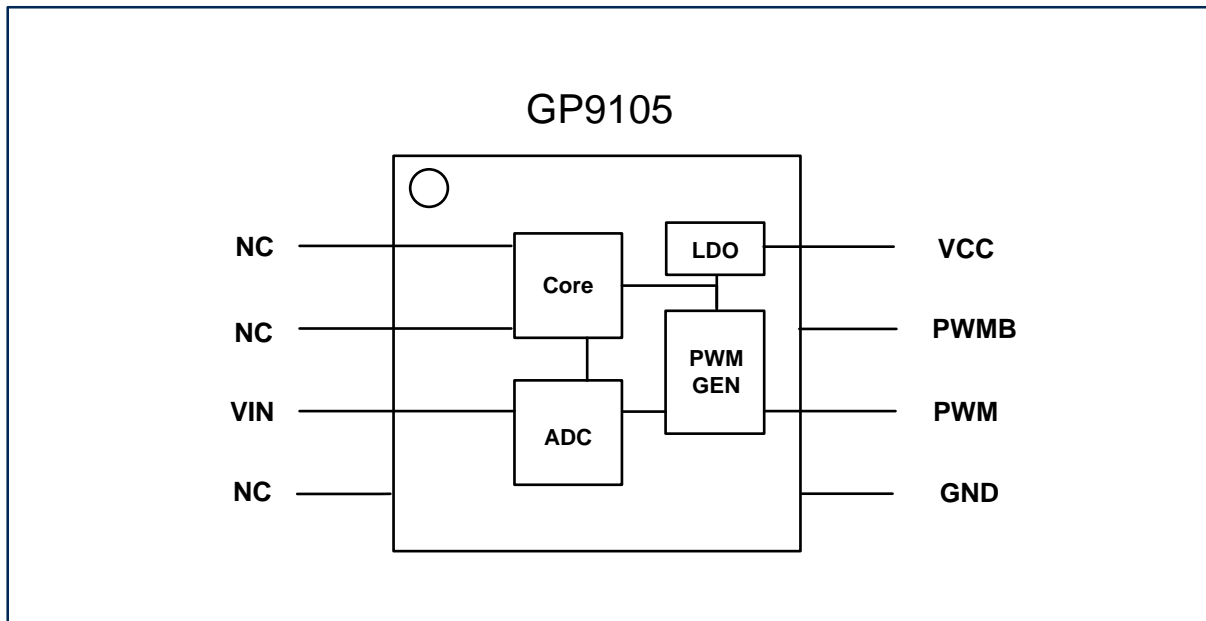 GP9105
NC
LDO
VCC
Core
NC
PWMB
PWM
GEN
VIN
PWM
ADC
NC
GND